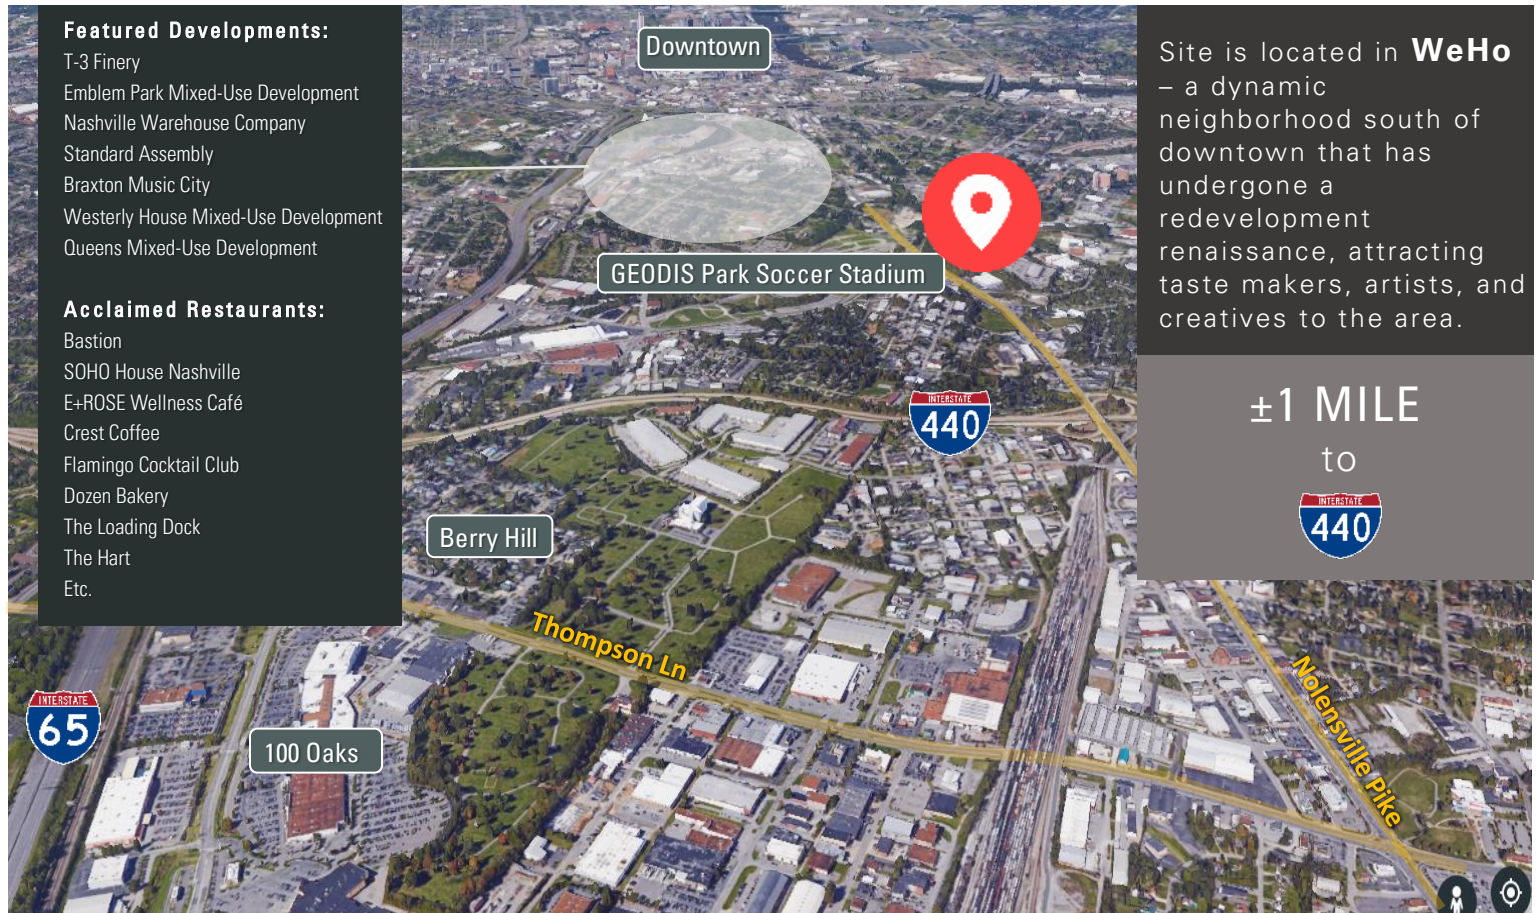 Featured Developments:
T-3 Finery
Emblem Park Mixed-Use Development
Nashville Warehouse Company
Standard Assembly
Braxton Music City
Westerly House Mixed-Use Development
Queens Mixed-Use Development
Acclaimed Restaurants:
Bastion
SOHO House Nashville
E+ROSE Wellness Café
Crest Coffee
Flamingo Cocktail Club
Dozen Bakery
The Loading Dock
The Hart
Etc.
Downtown
GEODIS Park Soccer Stadium
INTERSTATE
440
Berry Hill
Thompson Ln
INTERSTATE
65
100 Oaks
Nolensville Pike
Site is located in WeHo
– a dynamic
neighborhood south of
downtown that has
undergone a
redevelopment
renaissance, attracting
taste makers, artists, and
creatives to the area.
±1 MILE
to
INTERSTATE
440